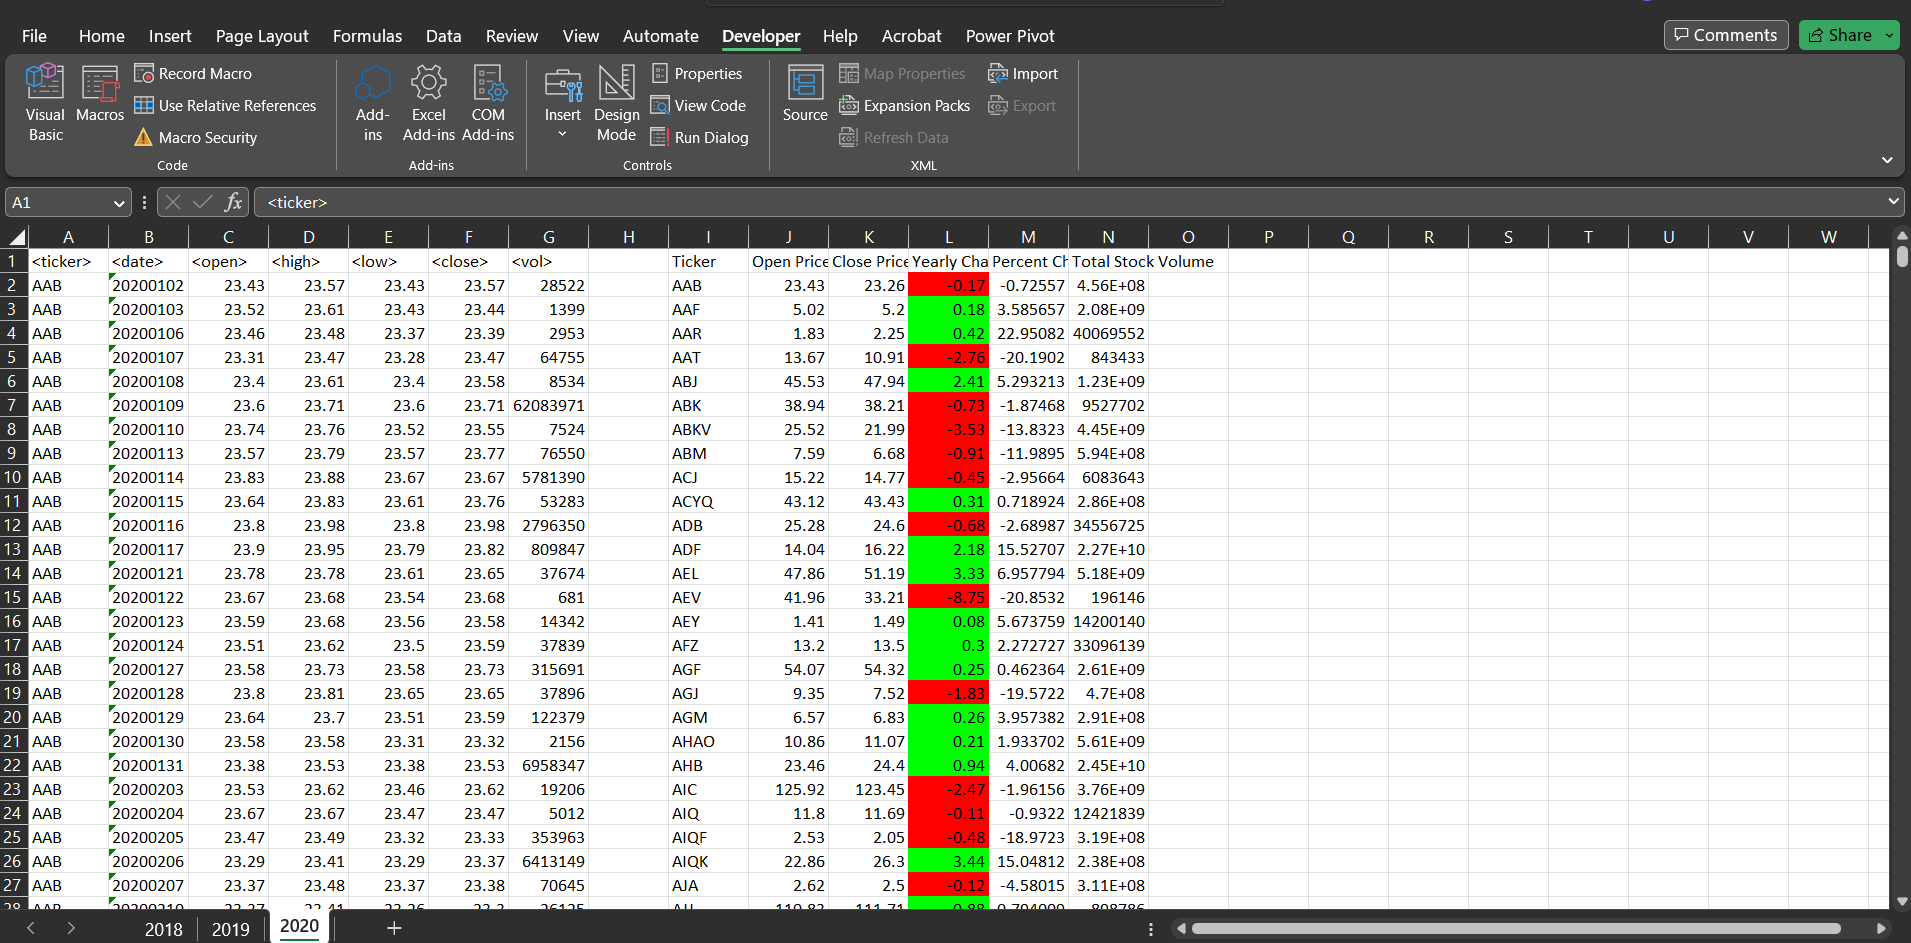 File Home Insert Page Layout Formulas Data Review View Automate Developer Help Acrobat Power Pivot Comments Share
Visual Basic
Macros
Record Macro
Use Relative References
Macro Security
Code
Add-ins
Excel Add-ins
COM Add-ins
Add-ins
Insert
Design Mode
Properties
View Code
Run Dialog
Controls
Source
Map Properties
Expansion Packs
Refresh Data
Import
Export
XML
A1 fx <ticker>
A B C D E F G H I J K L M N O P Q R S T U V W
1 <ticker> <date> <open> <high> <low> <close> <vol> Ticker Open Price Close Price Yearly Cha Percent Ch Total Stock Volume
2 AAB 20200102 23.43 23.57 23.43 23.57 28522 AAB 23.43 23.26 -0.17 -0.72557 4.56E+08
3 AAB 20200103 23.52 23.61 23.43 23.44 1399 AAF 5.02 5.2 0.18 3.585657 2.08E+09
4 AAB 20200106 23.46 23.48 23.37 23.39 2953 AAR 1.83 2.25 0.42 22.95082 40069552
5 AAB 20200107 23.31 23.47 23.28 23.47 64755 AAT 13.67 10.91 -2.76 -20.1902 843433
6 AAB 20200108 23.4 23.61 23.4 23.58 8534 ABJ 45.53 47.94 2.41 5.293213 1.23E+09
7 AAB 20200109 23.6 23.71 23.6 23.71 62083971 ABK 38.94 38.21 -0.73 -1.87468 9527702
8 AAB 20200110 23.74 23.76 23.52 23.55 7524 ABKV 25.52 21.99 -3.53 -13.8323 4.45E+09
9 AAB 20200113 23.57 23.79 23.57 23.77 76550 ABM 7.59 6.68 -0.91 -11.9895 5.94E+08
10 AAB 20200114 23.83 23.88 23.67 23.67 5781390 ACJ 15.22 14.77 -0.45 -2.95664 6083643
11 AAB 20200115 23.64 23.83 23.61 23.76 53283 ACYQ 43.12 43.43 0.31 0.718924 2.86E+08
12 AAB 20200116 23.8 23.98 23.8 23.98 2796350 ADB 25.28 24.6 -0.68 -2.68987 34556725
13 AAB 20200117 23.9 23.95 23.79 23.82 809847 ADF 14.04 16.22 2.18 15.52707 2.27E+10
14 AAB 20200121 23.78 23.78 23.61 23.65 37674 AEL 47.86 51.19 3.33 6.957794 5.18E+09
15 AAB 20200122 23.67 23.68 23.54 23.68 681 AEV 41.96 33.21 -8.75 -20.8532 196146
16 AAB 20200123 23.59 23.68 23.56 23.58 14342 AEY 1.41 1.49 0.08 5.673759 14200140
17 AAB 20200124 23.51 23.62 23.5 23.59 37839 AFZ 13.2 13.5 0.3 2.272727 33096139
18 AAB 20200127 23.58 23.73 23.58 23.73 315691 AGF 54.07 54.32 0.25 0.462364 2.61E+09
19 AAB 20200128 23.8 23.81 23.65 23.65 37896 AGJ 9.35 7.52 -1.83 -19.5722 4.7E+08
20 AAB 20200129 23.64 23.7 23.51 23.59 122379 AGM 6.57 6.83 0.26 3.957382 2.91E+08
21 AAB 20200130 23.58 23.58 23.31 23.32 2156 AHAO 10.86 11.07 0.21 1.933702 5.61E+09
22 AAB 20200131 23.38 23.53 23.38 23.53 6958347 AHB 23.46 24.4 0.94 4.00682 2.45E+10
23 AAB 20200203 23.53 23.62 23.46 23.62 19206 AIC 125.92 123.45 -2.47 -1.96156 3.76E+09
24 AAB 20200204 23.67 23.67 23.47 23.47 5012 AIQ 11.8 11.69 -0.11 -0.9322 12421839
25 AAB 20200205 23.47 23.49 23.32 23.33 353963 AIQF 2.53 2.05 -0.48 -18.9723 3.19E+08
26 AAB 20200206 23.29 23.41 23.29 23.37 6413149 AIQK 22.86 26.3 3.44 15.04812 2.38E+08
27 AAB 20200207 23.37 23.48 23.37 23.38 70645 AJA 2.62 2.5 -0.12 -4.58015 3.11E+08
28 AAB 20200210
2018 2019 2020